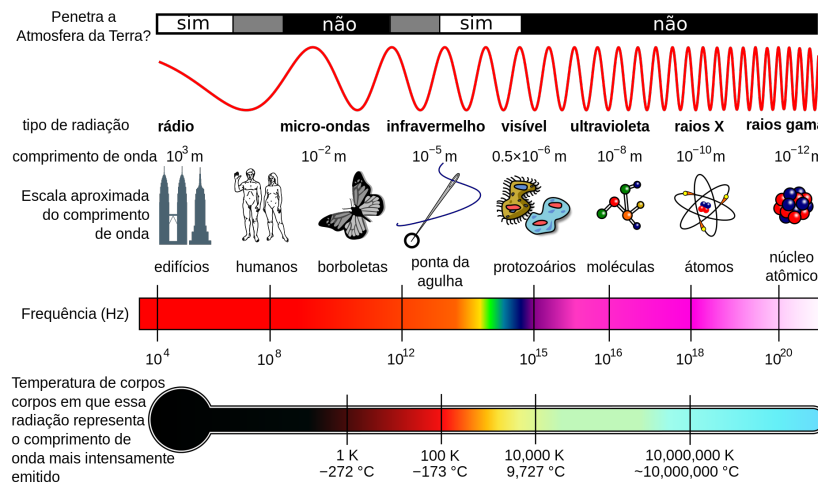 Penetra a
Atmosfera da Terra?
sim
não
sim
não
tipo de radiação
rádio
micro-ondas
infravermelho
visível
ultravioleta
raios X
raios gama
comprimento de onda
10³ m
10⁻² m
10⁻⁵ m
0.5×10⁻⁶ m
10⁻⁸ m
10⁻¹⁰ m
10⁻¹² m
Escala aproximada
do comprimento
de onda
edifícios
humanos
borboletas
ponta da
agulha
protozoários
moléculas
átomos
núcleo
atômico
Frequência (Hz)
10⁴
10⁸
10¹²
10¹⁵
10¹⁶
10¹⁸
10²⁰
Temperatura de corpos
corpos em que essa
radiação representa
o comprimento de
onda mais intensamente
emitido
1 K
−272 °C
100 K
−173 °C
10,000 K
9,727 °C
10,000,000 K
~10,000,000 °C